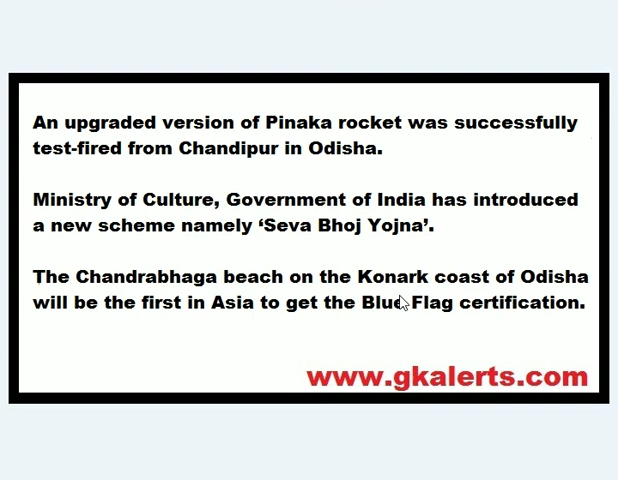 An upgraded version of Pinaka rocket was successfully
test-fired from Chandipur in Odisha.
Ministry of Culture, Government of India has introduced
a new scheme namely ‘Seva Bhoj Yojna’.
The Chandrabhaga beach on the Konark coast of Odisha
will be the first in Asia to get the Blue Flag certification.
www.gkalerts.com